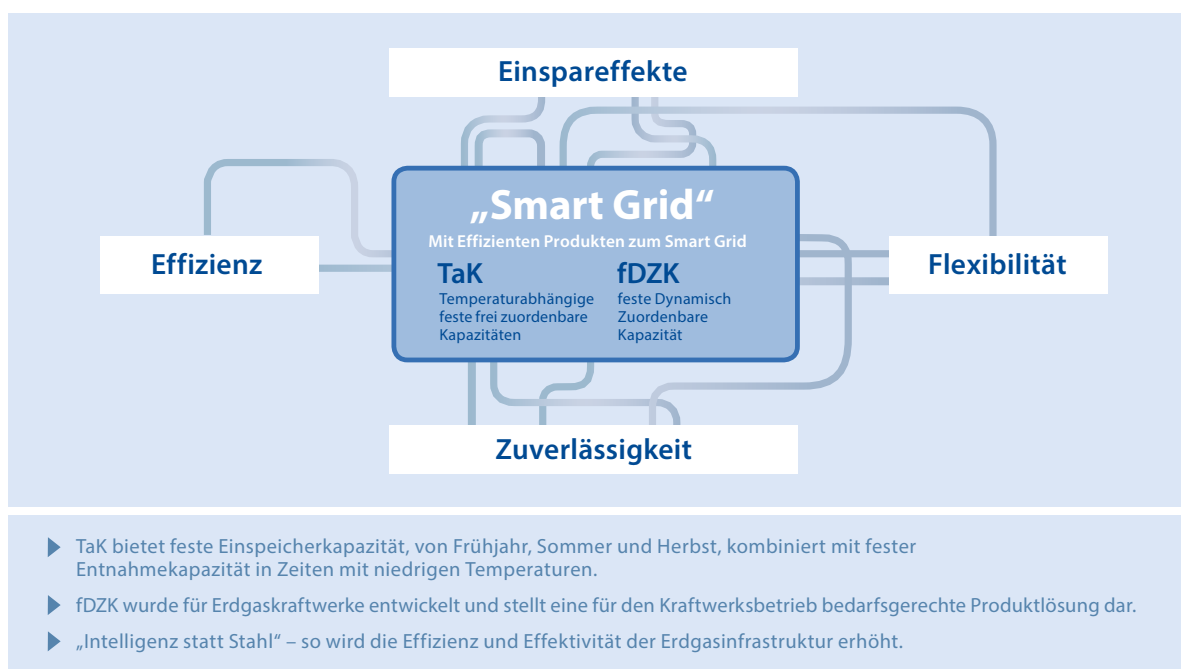 Einspareffekte
„Smart Grid“
Mit Effizienten Produkten zum Smart Grid
Effizienz
Flexibilität
TaK
Temperaturabhängige
feste frei zuordenbare
Kapazitäten
fDZK
feste Dynamisch
Zuordenbare
Kapazität
Zuverlässigkeit
TaK bietet feste Einspeicherkapazität, von Frühjahr, Sommer und Herbst, kombiniert mit fester
Entnahmekapazität in Zeiten mit niedrigen Temperaturen.
fDZK wurde für Erdgaskraftwerke entwickelt und stellt eine für den Kraftwerksbetrieb bedarfsgerechte Produktlösung dar.
„Intelligenz statt Stahl“ – so wird die Effizienz und Effektivität der Erdgasinfrastruktur erhöht.